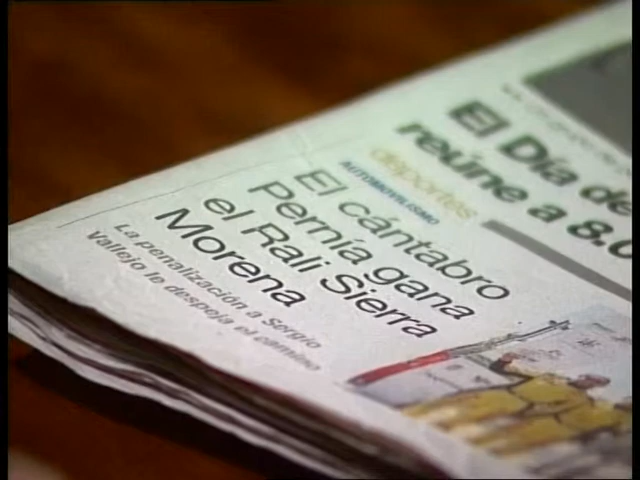 deportes
AUTOMOVILISMO
El cántabro
Pernía gana
el Rali Sierra
Morena
La penalización a Sergio
Vallejo le despeja el camino
El Día de
reúne a 8.0